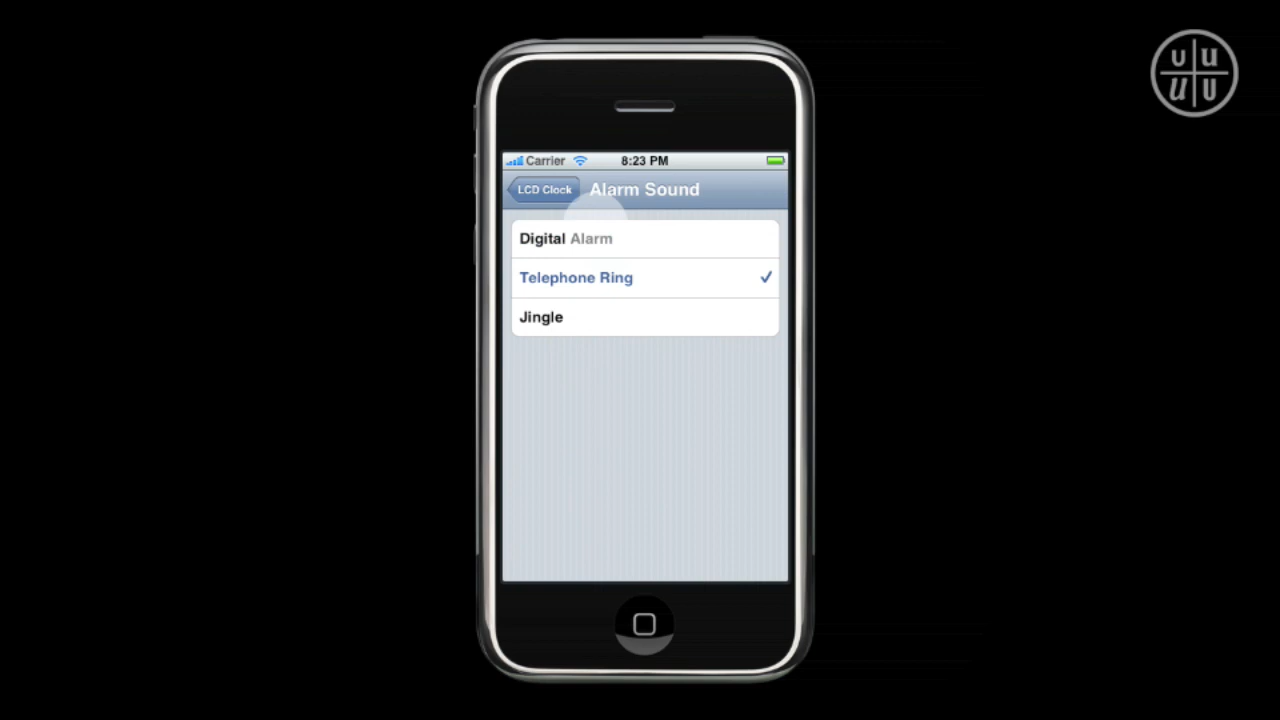 u u
u u
Carrier 8:23 PM
LCD Clock Alarm Sound
Digital Alarm
Telephone Ring
Jingle